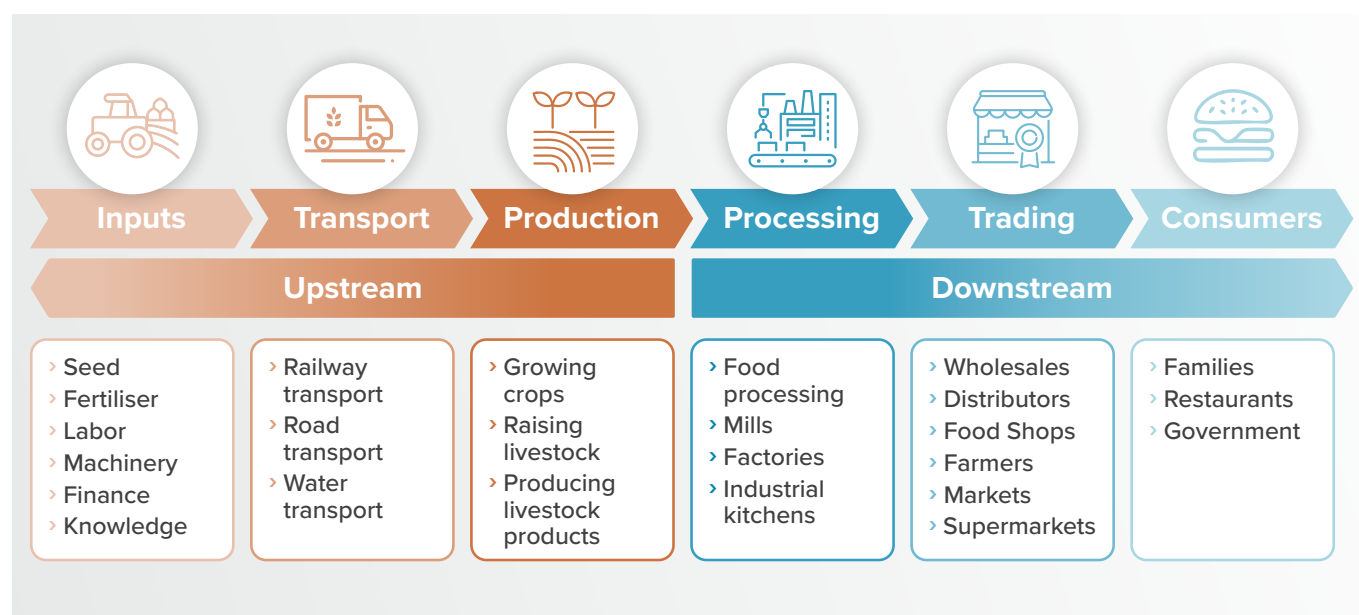 Inputs
Transport
Production
Processing
Trading
Consumers
Upstream
Downstream
› Seed
› Fertiliser
› Labor
› Machinery
› Finance
› Knowledge
› Railway
transport
› Road
transport
› Water
transport
› Growing
crops
› Raising
livestock
› Producing
livestock
products
› Food
processing
› Mills
› Factories
› Industrial
kitchens
› Wholesales
› Distributors
› Food Shops
› Farmers
› Markets
› Supermarkets
› Families
› Restaurants
› Government